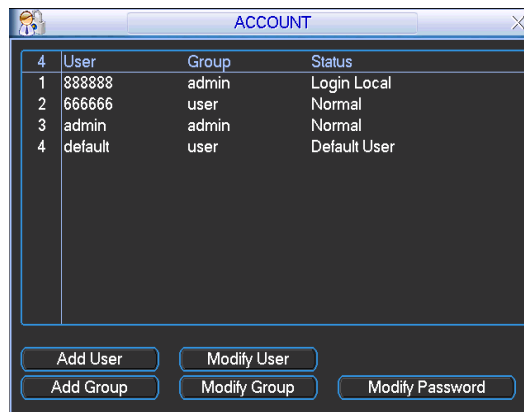 ACCOUNT
4 User Group Status
1 888888 admin Login Local
2 666666 user Normal
3 admin admin Normal
4 default user Default User
Add User Modify User
Add Group Modify Group Modify Password